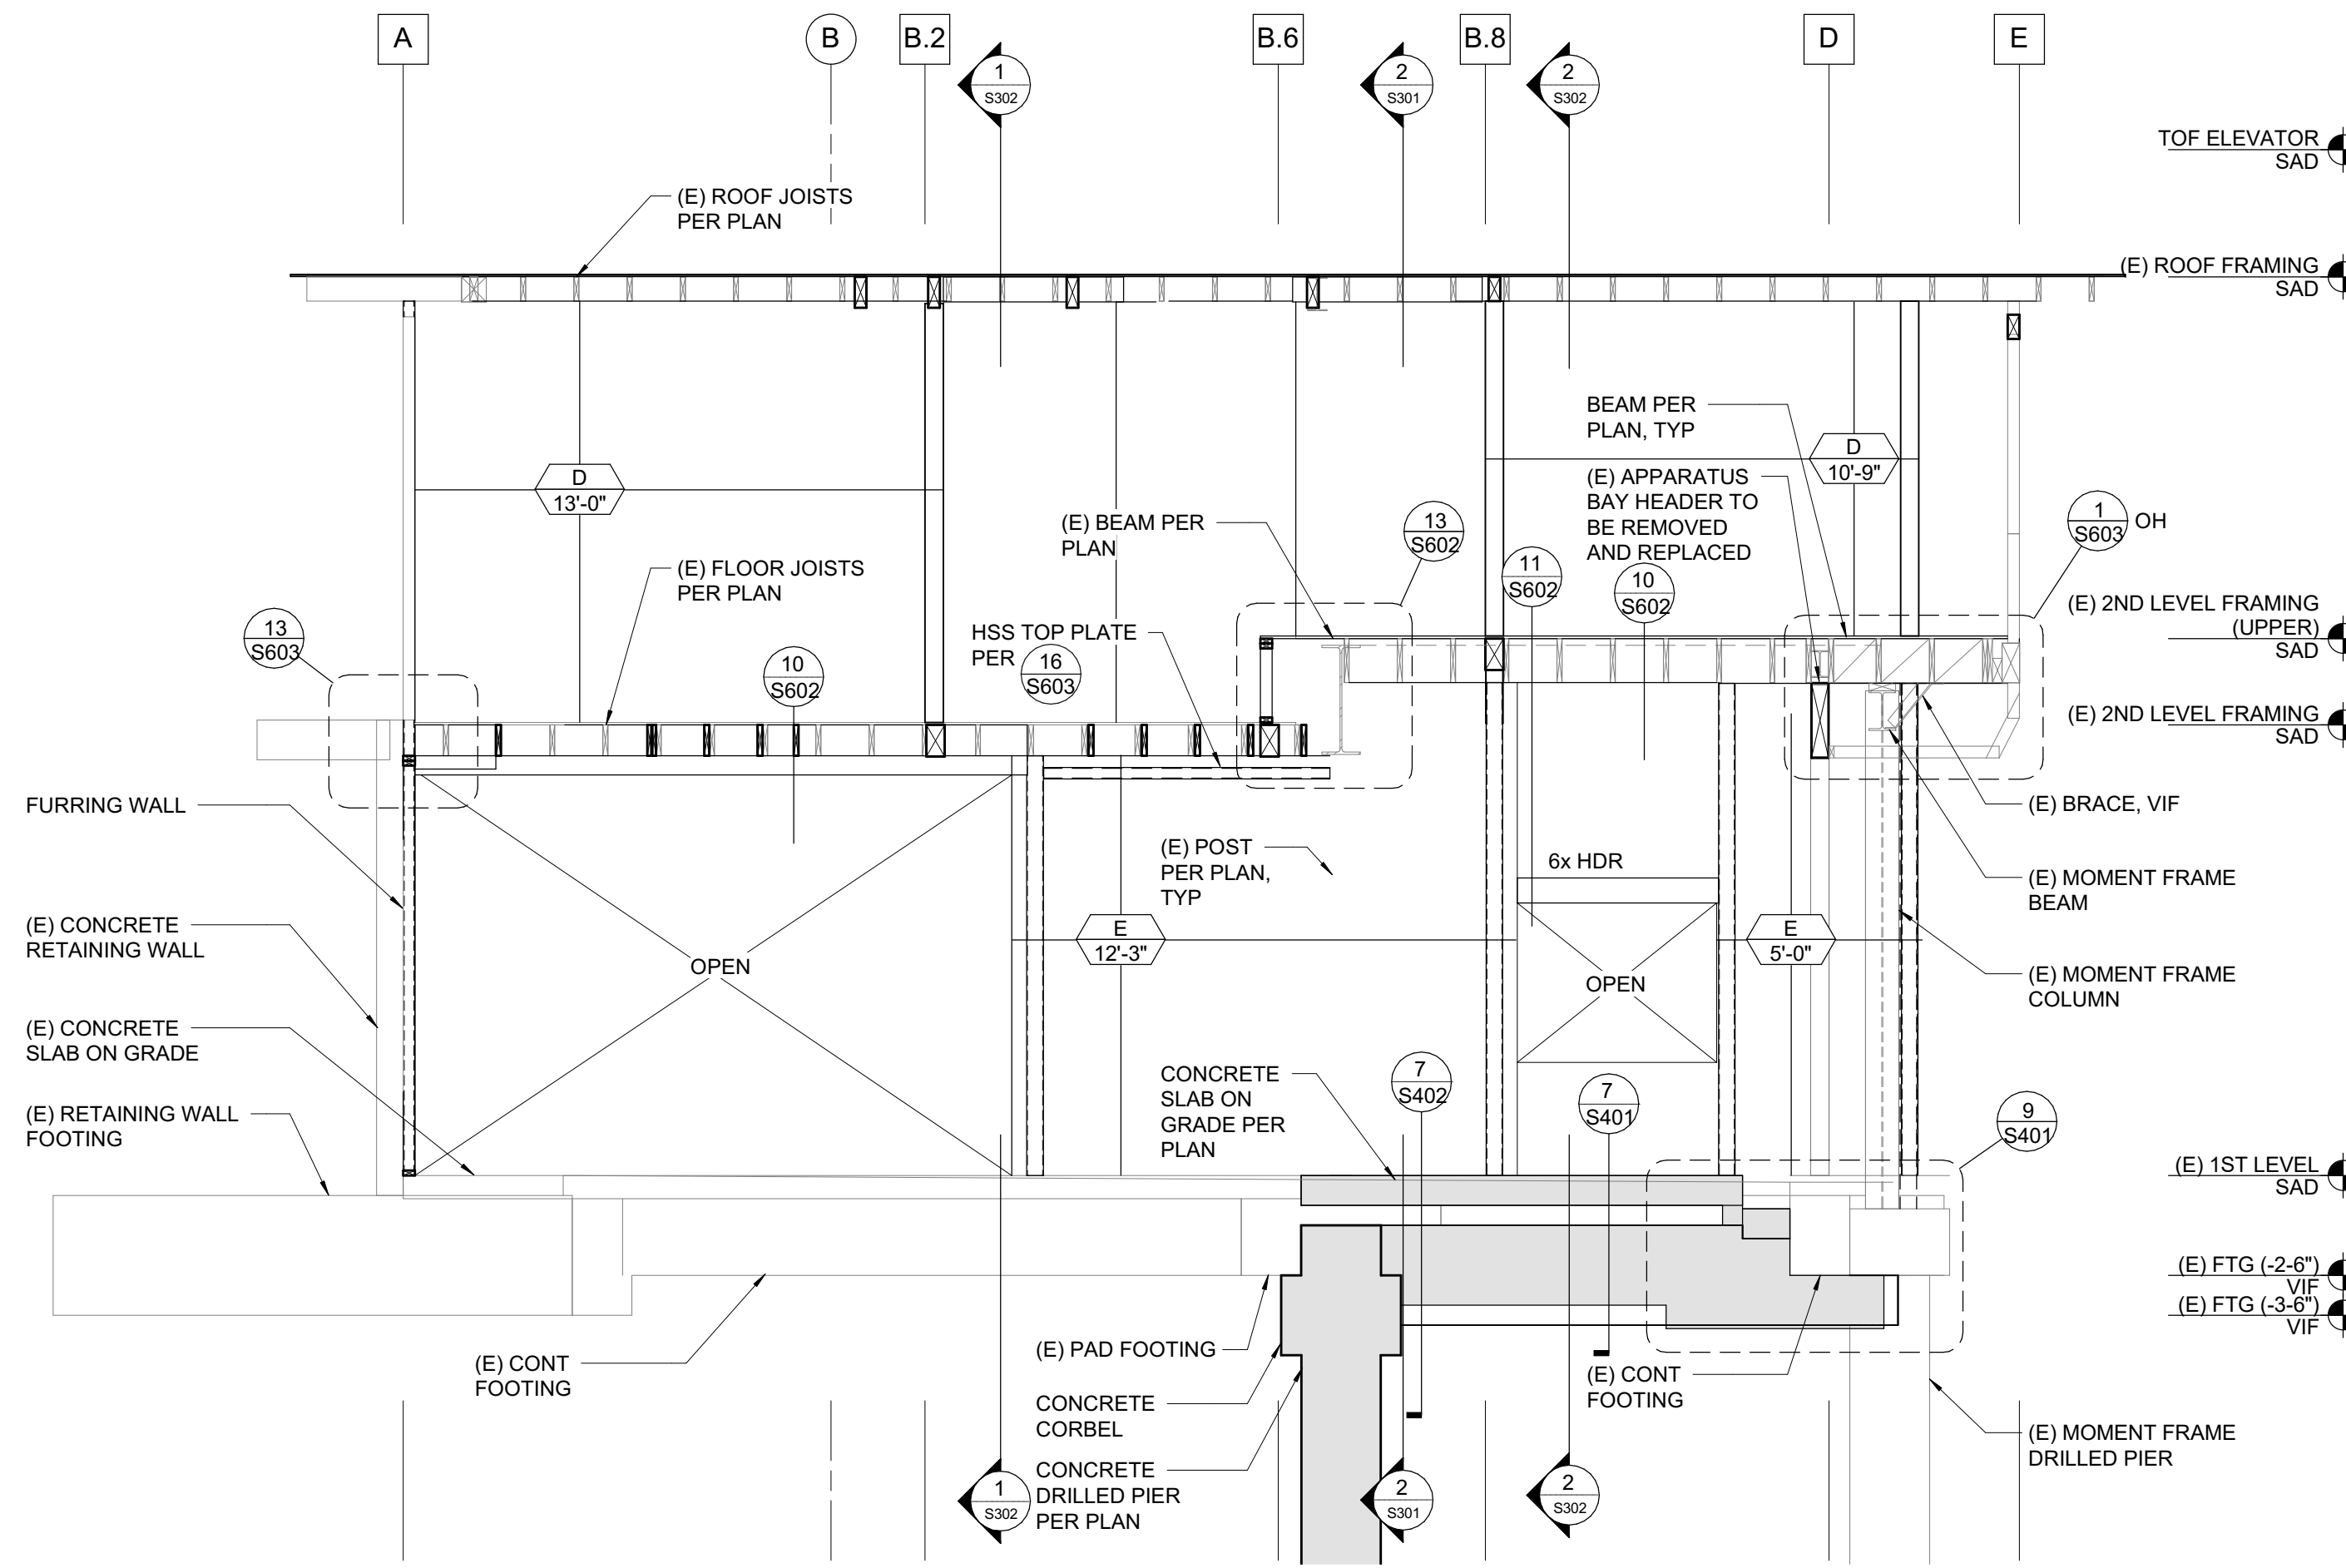 A
B
B.2
B.6
B.8
D
E
1
S302
2
S301
2
S302
TOF ELEVATOR
SAD
(E) ROOF JOISTS
PER PLAN
(E) ROOF FRAMING
SAD
BEAM PER
PLAN, TYP
D
13'-0"
D
10'-9"
(E) APPARATUS
BAY HEADER TO
BE REMOVED
AND REPLACED
(E) BEAM PER
PLAN
13
S602
11
S602
10
S602
1
S603
OH
(E) FLOOR JOISTS
PER PLAN
(E) 2ND LEVEL FRAMING
(UPPER)
SAD
13
S603
10
S602
HSS TOP PLATE
PER
16
S603
(E) 2ND LEVEL FRAMING
SAD
FURRING WALL
(E) BRACE, VIF
(E) POST
PER PLAN,
TYP
6x HDR
(E) MOMENT FRAME
BEAM
(E) CONCRETE
RETAINING WALL
E
12'-3"
E
5'-0"
OPEN
OPEN
(E) MOMENT FRAME
COLUMN
(E) CONCRETE
SLAB ON GRADE
CONCRETE
SLAB ON
GRADE PER
PLAN
7
S402
7
S401
9
S401
(E) RETAINING WALL
FOOTING
(E) 1ST LEVEL
SAD
(E) FTG (-2-6")
VIF
(E) FTG (-3-6")
VIF
(E) CONT
FOOTING
(E) PAD FOOTING
(E) CONT
FOOTING
CONCRETE
CORBEL
(E) MOMENT FRAME
DRILLED PIER
CONCRETE
DRILLED PIER
PER PLAN
1
S302
2
S301
2
S302